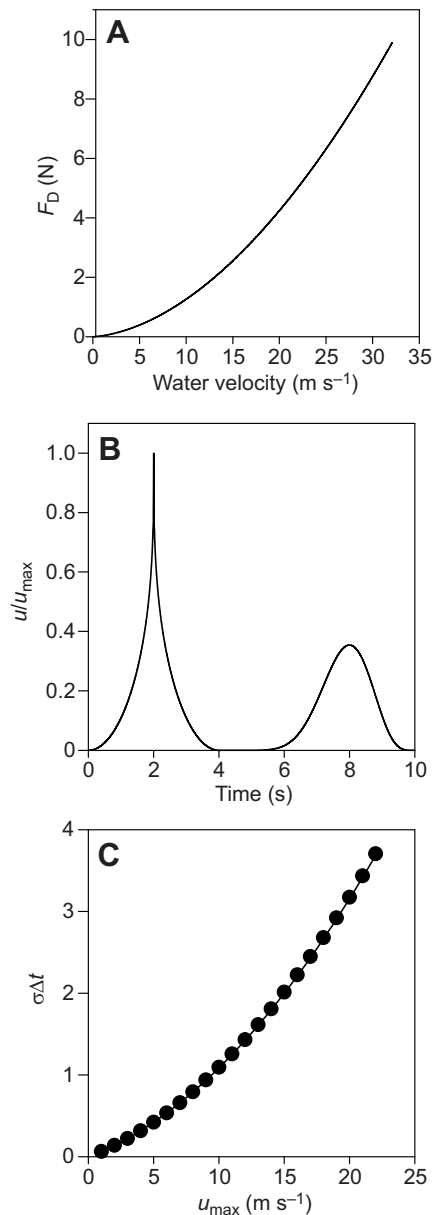 A
10
8
6
4
2
0
F_D (N)
0 5 10 15 20 25 30 35
Water velocity (m s⁻¹)
B
1.0
0.8
0.6
0.4
0.2
0
u/u_max
0 2 4 6 8 10
Time (s)
C
4
3
2
1
0
σΔt
0 5 10 15 20 25
u_max (m s⁻¹)